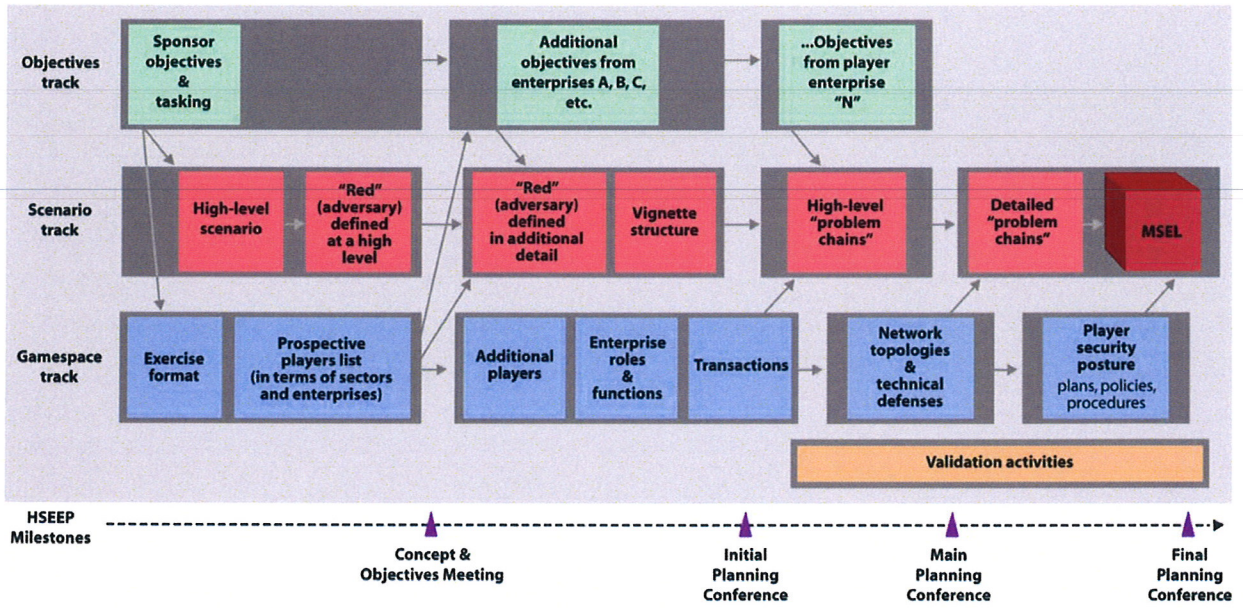 Objectives
track
Sponsor
objectives
&
tasking
Additional
objectives from
enterprises A, B, C,
etc.
...Objectives
from player
enterprise
“N”
Scenario
track
High-level
scenario
“Red”
(adversary)
defined
at a high
level
“Red”
(adversary)
defined
in additional
detail
Vignette
structure
High-level
“problem
chains”
Detailed
“problem
chains”
MSEL
Gamespace
track
Exercise
format
Prospective
players list
(in terms of sectors
and enterprises)
Additional
players
Enterprise
roles
&
functions
Transactions
Network
topologies
&
technical
defenses
Player
security
posture
plans, policies,
procedures
Validation activities
HSEEP
Milestones
Concept &
Objectives Meeting
Initial
Planning
Conference
Main
Planning
Conference
Final
Planning
Conference